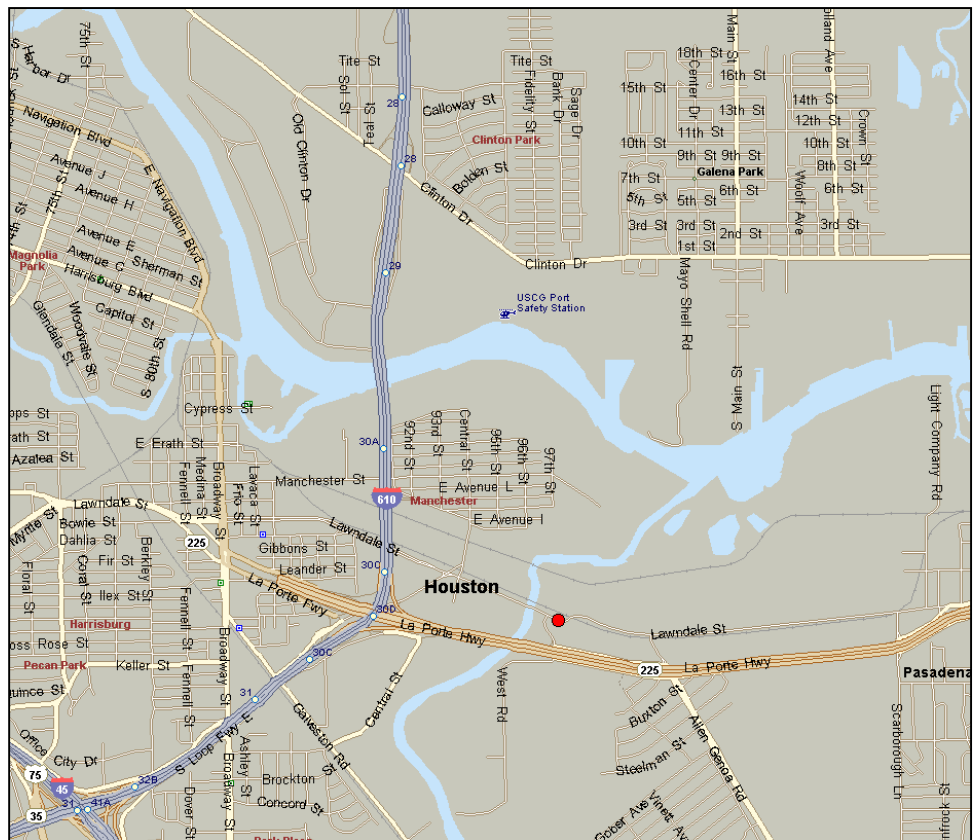 75th St
S Harbor Dr
Navigation Blvd
E Navigation Blvd
Avenue J
75th St
Avenue H
Avenue E
Avenue C
Sherman St
Magnolia
Park
Harrisburg Blvd
Capitol St
Woodvale St
Glendale St
S 80th St
Tite St
Sol St
Teal St
Old Clinton Dr
28
28
29
Tite St
Calloway St
Fidelity St
Bank Dr
Sage Dr
Clinton Park
Bolden St
Clinton Dr
Clinton Dr
USCG Port
Safety Station
Main St
18th St
Center Dr
16th St
15th St
14th St
13th St
12th St
Crown St
11th St
10th St
10th St
9th St
9th St
8th St
Galena Park
7th St
6th St
6th St
Woolf Ave
5th St
5th St
3rd St
3rd St
3rd St
2nd St
1st St
Mayo Shell Rd
S Main St
Light Company Rd
Cypress St
E Erath St
Azalea St
30A
92nd St
93rd St
Central St
95th St
96th St
97th St
Manchester St
E Avenue L
610
Manchester
E Avenue I
Medina St
Fennell St
Broadway St
Frio St
Lavaca St
Lawndale St
Myrtle St
Bowie St
Dahlia St
225
Lawndale St
Gibbons St
Fir St
Berkley St
Leander St
30C
Floral St
Coral St
Ilex St
Fennell St
La Porte Fwy
Houston
30D
Harrisburg
La Porte Hwy
Lawndale St
Pecan Park
Keller St
Broadway St
30C
225
La Porte Hwy
Pasadena
Fennell St
31
Central St
West Rd
Buxton St
Allen Genoa Rd
Scarborough Ln
Galveston Rd
S Loop Fwy E
Steelman St
Office City Dr
Ashley St
75
45
32B
Brockton St
Concord St
Broadway St
Dover St
31
41A
35
Gober Ave